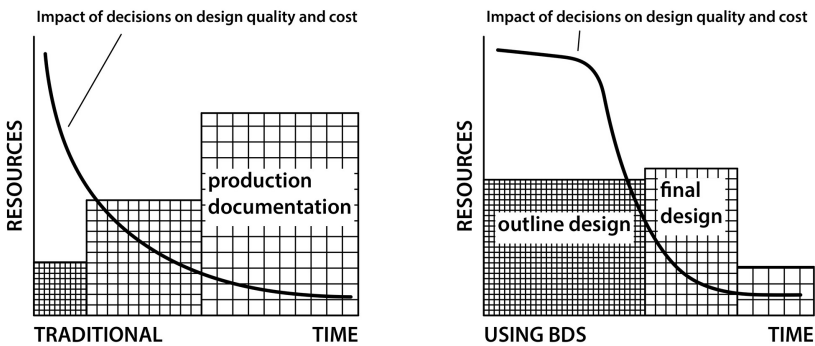 Impact of decisions on design quality and cost
RESOURCES
production
documentation
TRADITIONAL TIME
Impact of decisions on design quality and cost
RESOURCES
outline design
final
design
USING BDS TIME